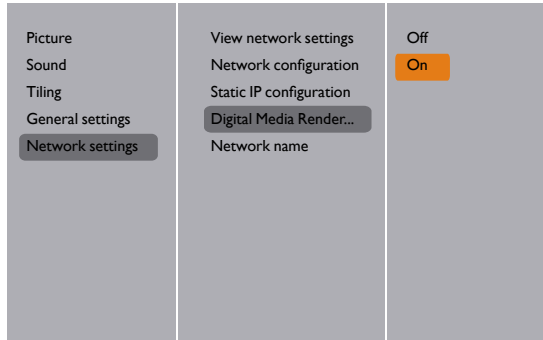 Picture
Sound
Tiling
General settings
Network settings
View network settings
Network configuration
Static IP configuration
Digital Media Render...
Network name
Off
On